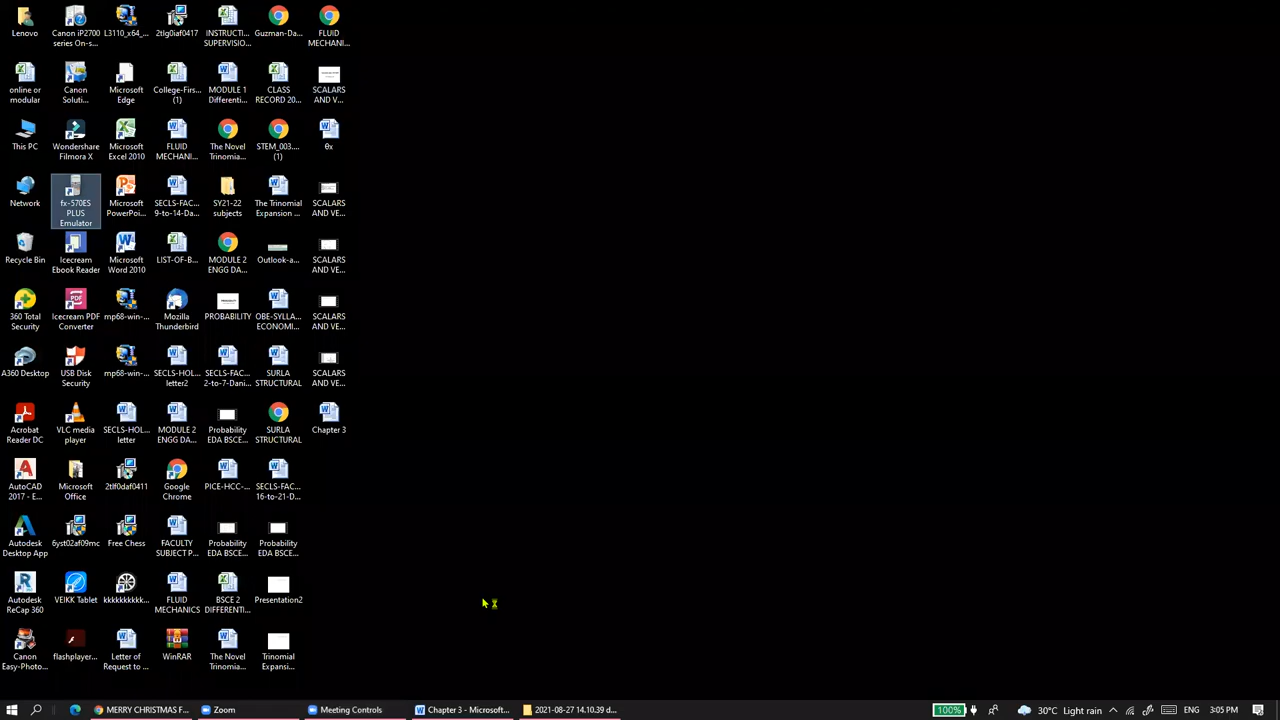 Lenovo
Canon iP2700
series On-s...
L3110_x64_...
2tlg0iaf0417
INSTRUCTI...
SUPERVISIO...
Guzman-Da...
FLUID
MECHANI...
online or
modular
Canon
Soluti...
Microsoft
Edge
College-Firs...
(1)
MODULE 1
Differenti...
CLASS
RECORD 20...
SCALARS
AND V...
This PC
Wondershare
Filmora X
Microsoft
Excel 2010
FLUID
MECHANI...
The Novel
Trinomia...
STEM_003....
(1)
θx
Network
fx-570ES
PLUS
Emulator
Microsoft
PowerPoi...
SECLS-FAC...
9-to-14-Da...
SY21-22
subjects
The Trinomial
Expansion ...
SCALARS
AND VE...
Recycle Bin
Icecream
Ebook Reader
Microsoft
Word 2010
LIST-OF-B...
MODULE 2
ENGG DA...
Outlook-a...
SCALARS
AND VE...
360 Total
Security
Icecream PDF
Converter
mp68-win-...
Mozilla
Thunderbird
PROBABILITY
OBE-SYLLA...
ECONOMI...
SCALARS
AND VE...
A360 Desktop
USB Disk
Security
mp68-win-...
SECLS-HOL...
letter2
SECLS-FAC...
2-to-7-Dani...
SURLA
STRUCTURAL
SCALARS
AND VE...
Acrobat
Reader DC
VLC media
player
SECLS-HOL...
letter
MODULE 2
ENGG DA...
Probability
EDA BSCE...
SURLA
STRUCTURAL
Chapter 3
AutoCAD
2017 - E...
Microsoft
Office
2tlf0daf0411
Google
Chrome
PICE-HCC-...
SECLS-FAC...
16-to-21-D...
Autodesk
Desktop App
6yst02af09mc
Free Chess
FACULTY
SUBJECT P...
Probability
EDA BSCE...
Probability
EDA BSCE...
Autodesk
ReCap 360
VEIKK Tablet
kkkkkkkkkk...
FLUID
MECHANICS
BSCE 2
DIFFERENTI...
Presentation2
Canon
Easy-Photo...
flashplayer...
Letter of
Request to ...
WinRAR
The Novel
Trinomia...
Trinomial
Expansi...
MERRY CHRISTMAS F...
Zoom
Meeting Controls
Chapter 3 - Microsoft...
2021-08-27 14.10.39 d...
100%
30°C Light rain
ENG
3:05 PM